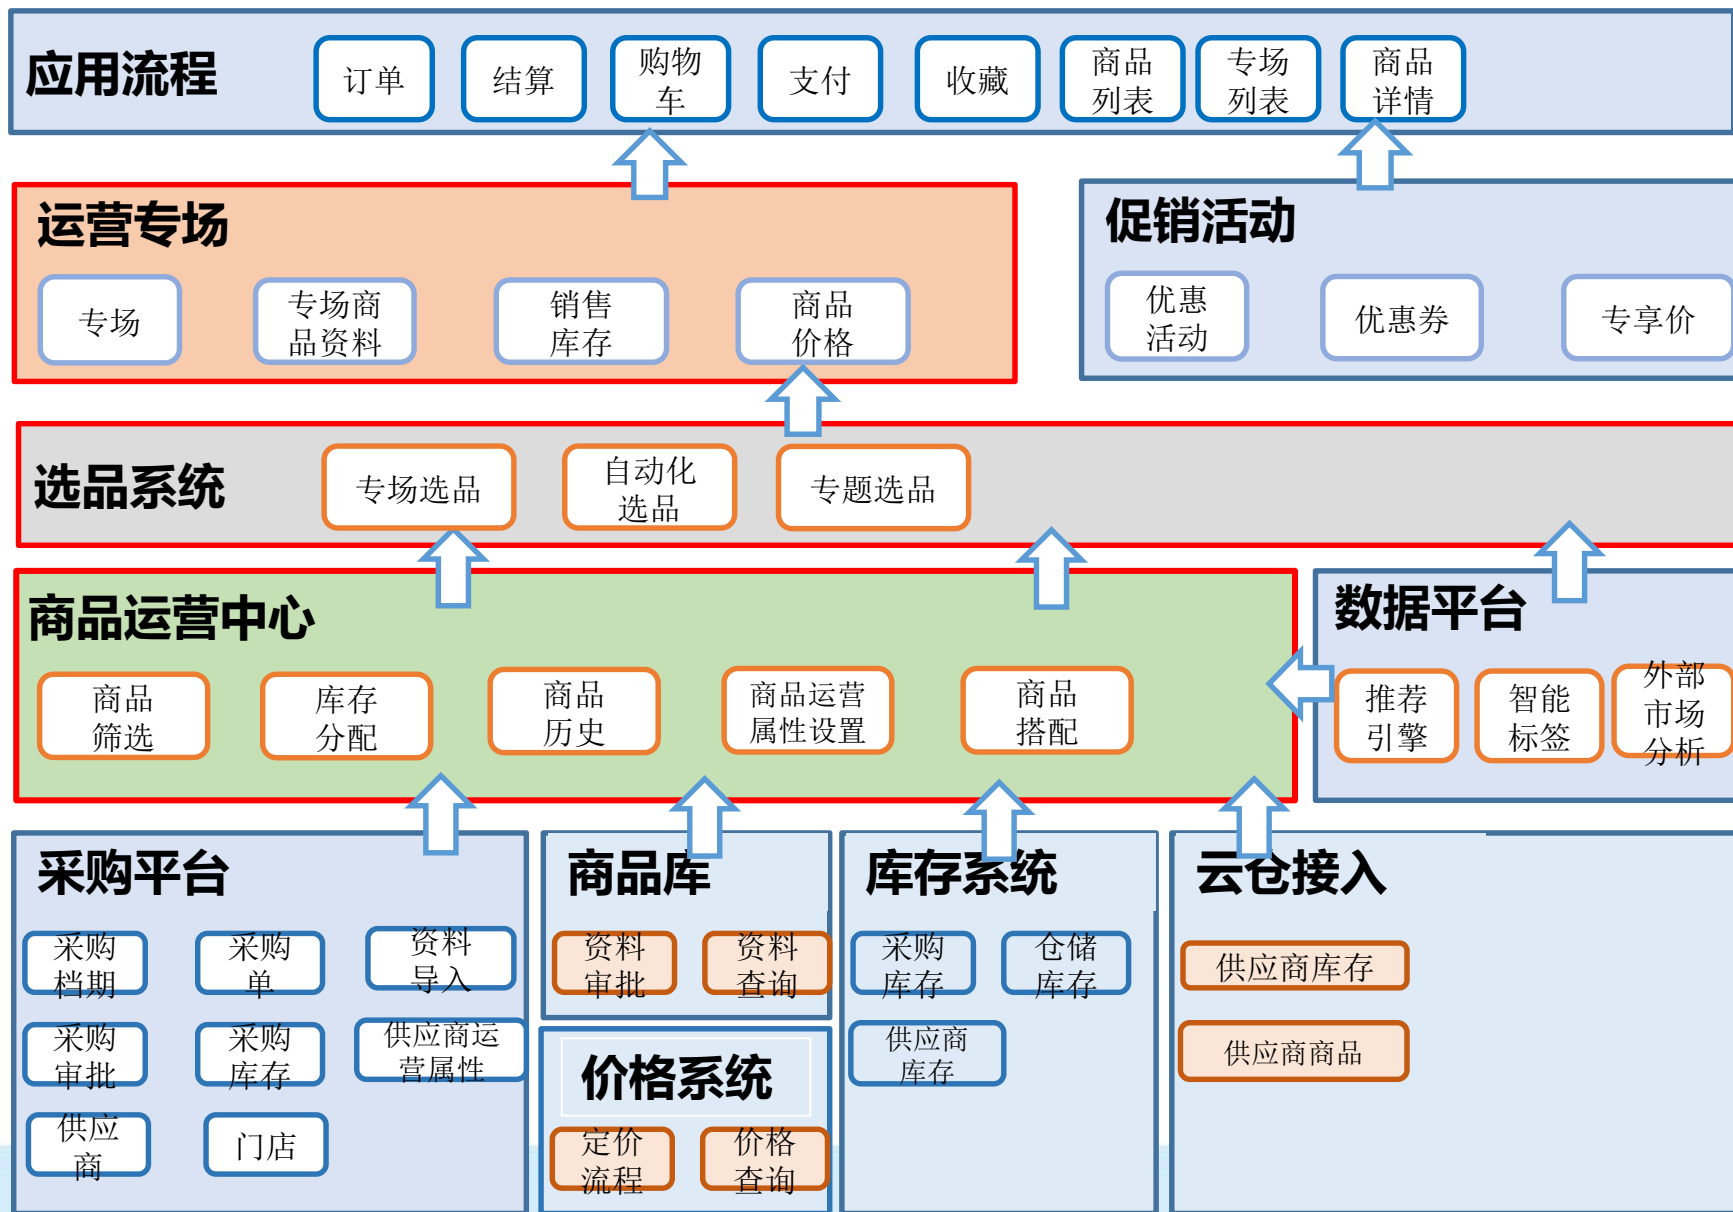 应用流程
订单
结算
购物
车
支付
收藏
商品
列表
专场
列表
商品
详情
运营专场
专场
专场商
品资料
销售
库存
商品
价格
促销活动
优惠
活动
优惠券
专享价
选品系统
专场选品
自动化
选品
专题选品
商品运营中心
商品
筛选
库存
分配
商品
历史
商品运营
属性设置
商品
搭配
数据平台
推荐
引擎
智能
标签
外部
市场
分析
采购平台
采购
档期
采购
单
资料
导入
采购
审批
采购
库存
供应商运
营属性
供应
商
门店
商品库
资料
审批
资料
查询
价格系统
定价
流程
价格
查询
库存系统
采购
库存
仓储
库存
供应商
库存
云仓接入
供应商库存
供应商商品